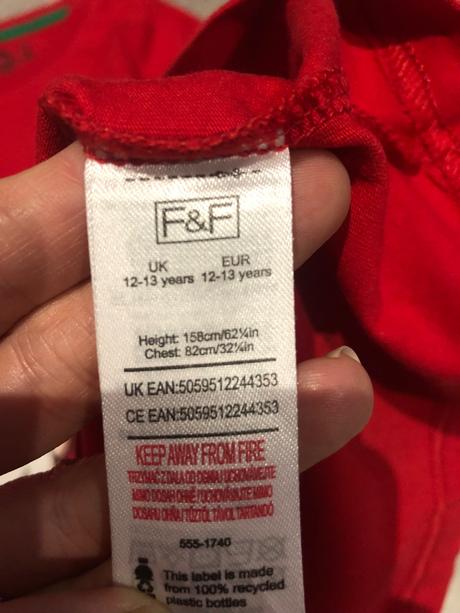 F&F
UK EUR
12-13 years 12-13 years
Height: 158cm/62¼in
Chest: 82cm/32¼in
UK EAN:5059512244353
CE EAN:5059512244353
KEEP AWAY FROM FIRE
TRZYMAĆ Z DALA OD OGNIA/UCHOVÁVEJTE
MIMO DOSAH OHNĚ/UCHOVÁVAJTE MIMO
DOSAHU OHŇA/TŰZTŐL TÁVOL TARTANDÓ
555-1740
This label is made
from 100% recycled
plastic bottles